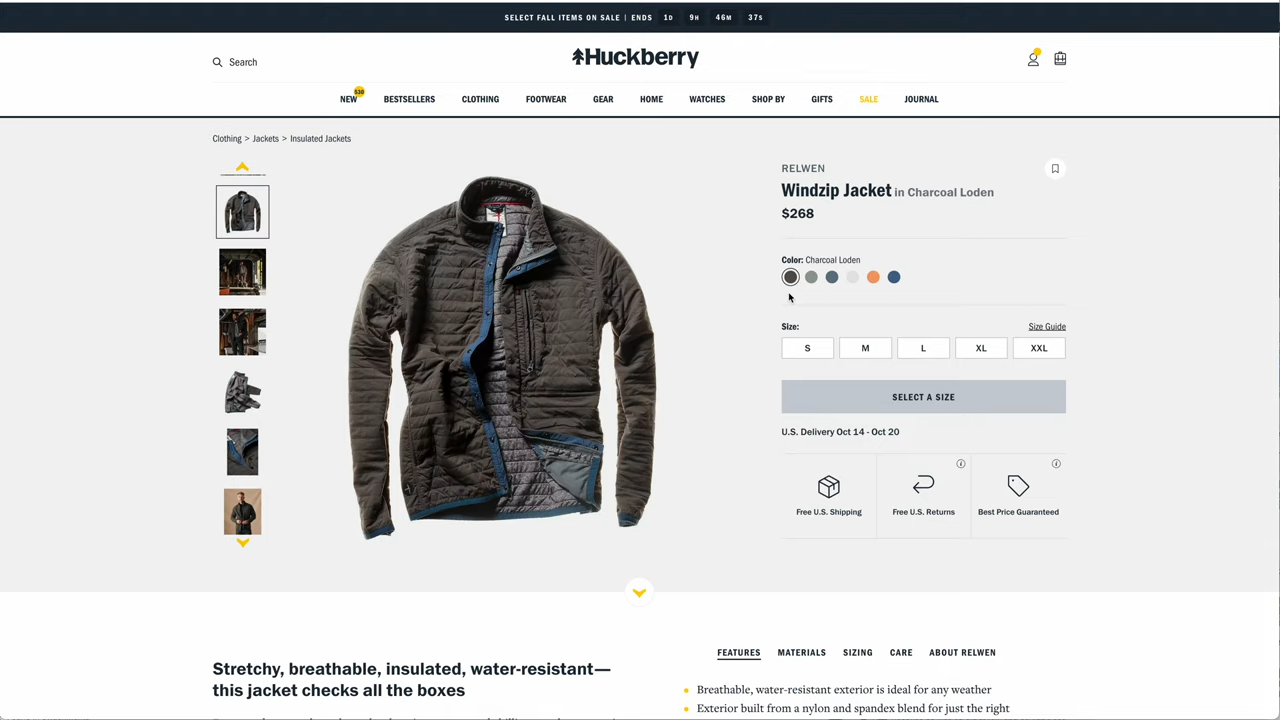 SELECT FALL ITEMS ON SALE | ENDS 1D 9H 46M 37S
Search
Huckberry
NEW $30 BESTSELLERS CLOTHING FOOTWEAR GEAR HOME WATCHES SHOP BY GIFTS SALE JOURNAL
Clothing > Jackets > Insulated Jackets
RELWEN
Windzip Jacket in Charcoal Loden
$268
Color: Charcoal Loden
Size: Size Guide
S M L XL XXL
SELECT A SIZE
U.S. Delivery Oct 14 - Oct 20
Free U.S. Shipping Free U.S. Returns Best Price Guaranteed
Stretchy, breathable, insulated, water-resistant—
this jacket checks all the boxes
FEATURES MATERIALS SIZING CARE ABOUT RELWEN
Breathable, water-resistant exterior is ideal for any weather
Exterior built from a nylon and spandex blend for just the right